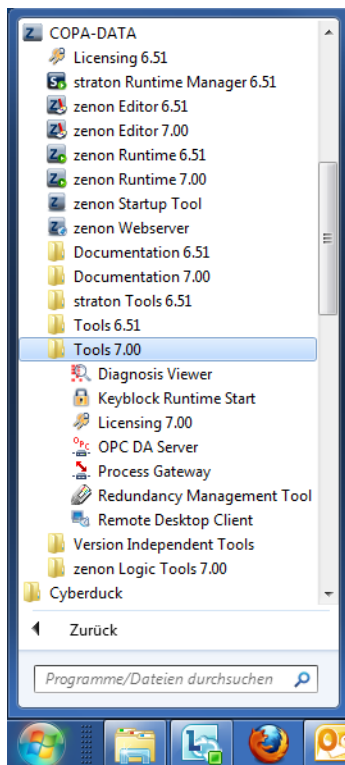 COPA-DATA
Licensing 6.51
straton Runtime Manager 6.51
zenon Editor 6.51
zenon Editor 7.00
zenon Runtime 6.51
zenon Runtime 7.00
zenon Startup Tool
zenon Webserver
Documentation 6.51
Documentation 7.00
straton Tools 6.51
Tools 6.51
Tools 7.00
Diagnosis Viewer
Keyblock Runtime Start
Licensing 7.00
OPC DA Server
Process Gateway
Redundancy Management Tool
Remote Desktop Client
Version Independent Tools
zenon Logic Tools 7.00
Cyberduck
Zurück
Programme/Dateien durchsuchen